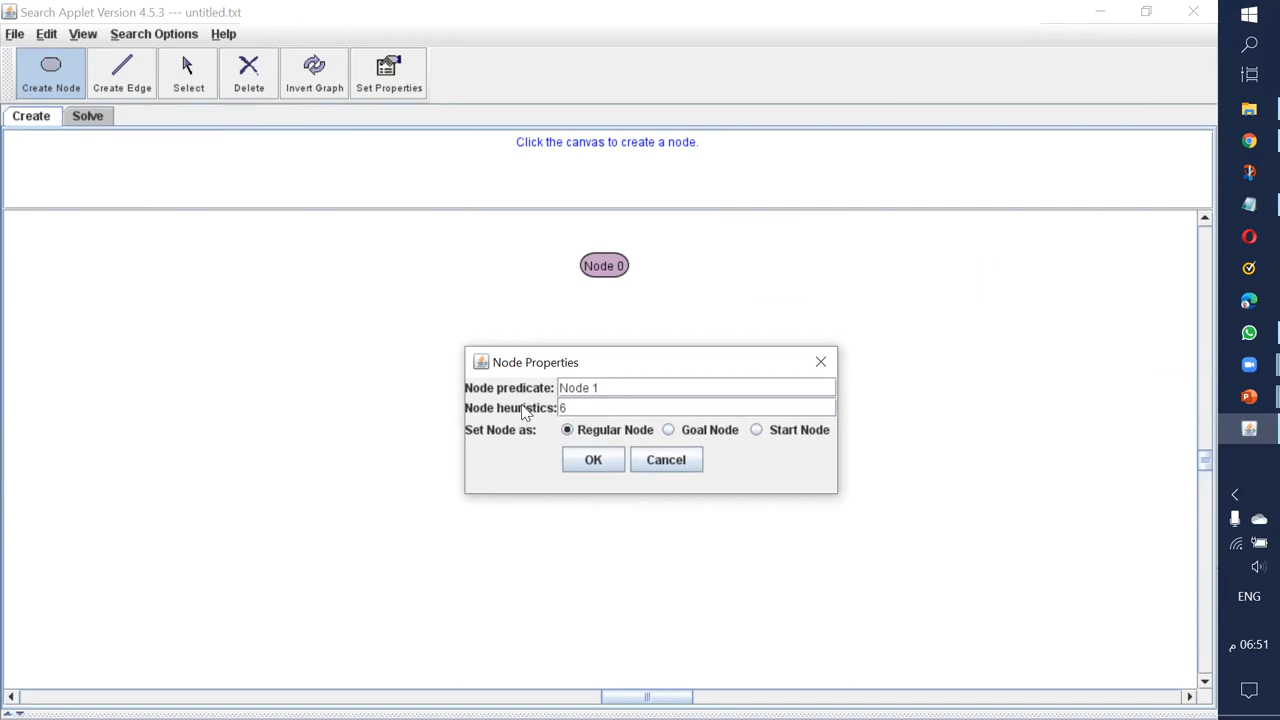 Search Applet Version 4.5.3 --- untitled.txt
File Edit View Search Options Help
Create Node Create Edge Select Delete Invert Graph Set Properties
Create Solve
Click the canvas to create a node.
Node 0
Node Properties
Node predicate: Node 1
Node heuristics: 6
Set Node as: Regular Node Goal Node Start Node
OK Cancel
ENG
06:51 م